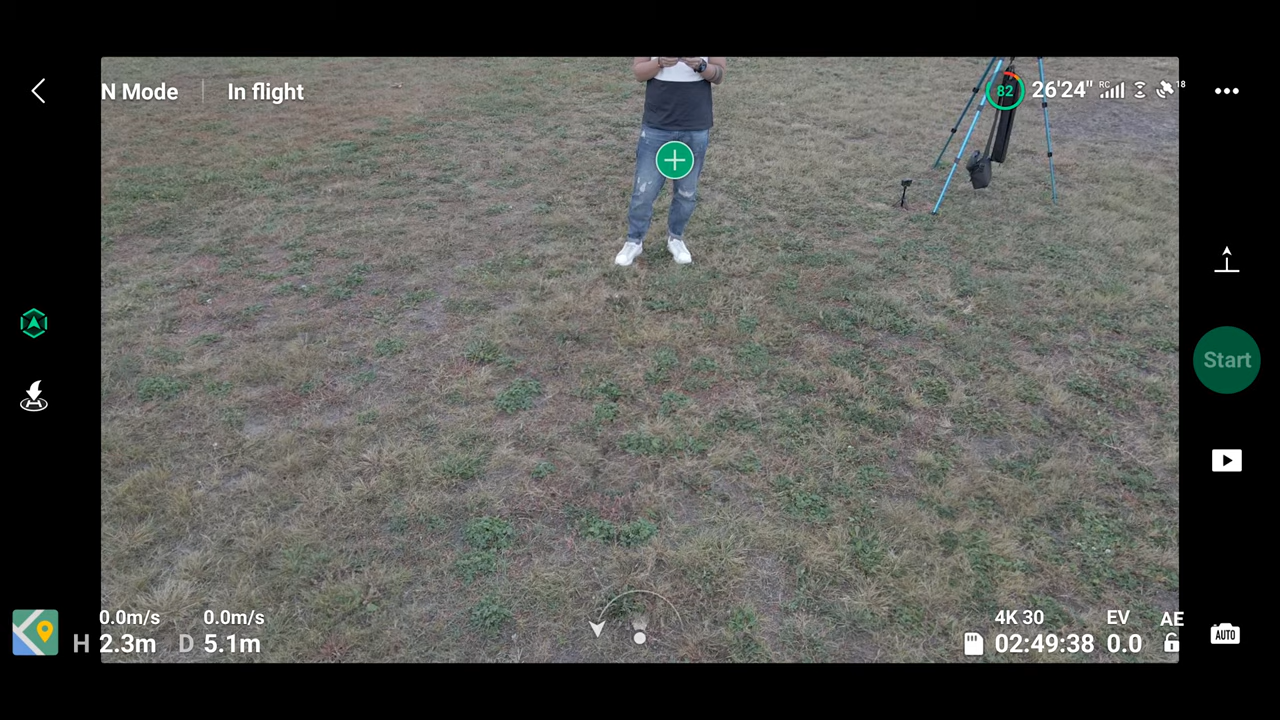 N Mode
In flight
82
26'24"
RC
18
Start
0.0m/s
0.0m/s
H 2.3m
D 5.1m
4K 30
EV
AE
02:49:38
0.0
AUTO